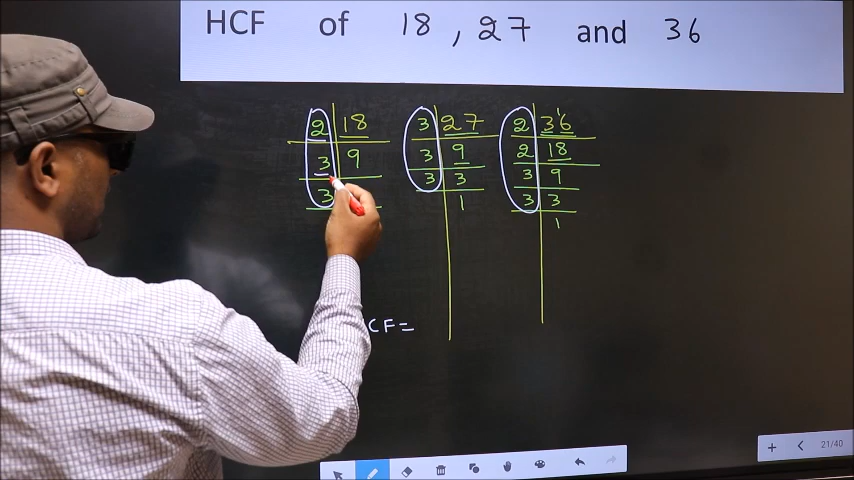 HCF of 18, 27 and 36
2 18 3 27 2 36
3 9 3 9 2 18
3 3 3 3 9
1 3 3
1
CF=
21/40